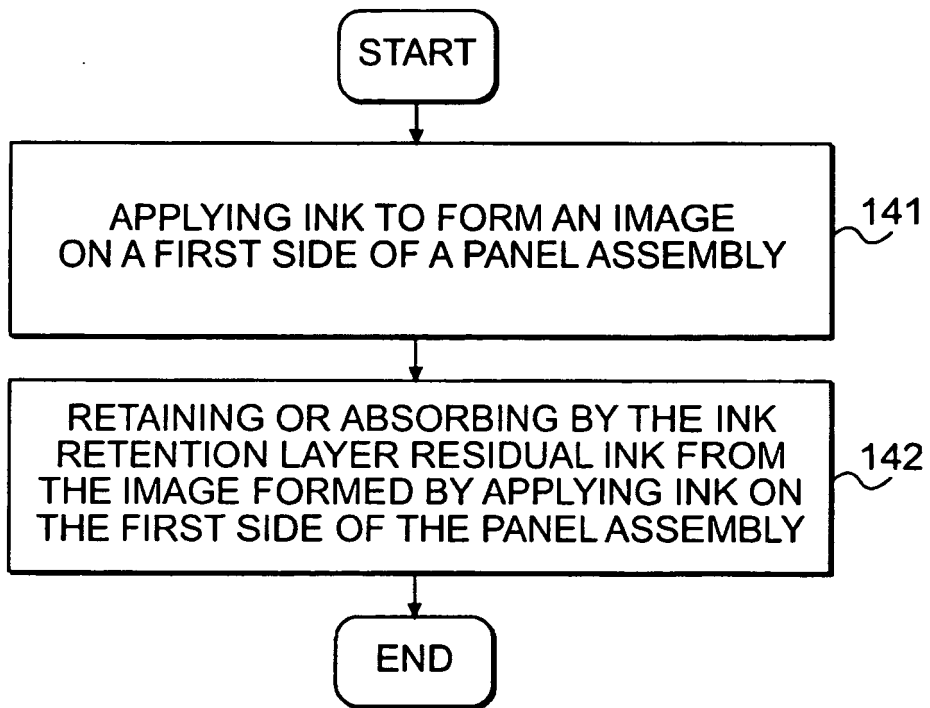 START
APPLYING INK TO FORM AN IMAGE
ON A FIRST SIDE OF A PANEL ASSEMBLY
141
RETAINING OR ABSORBING BY THE INK
RETENTION LAYER RESIDUAL INK FROM
THE IMAGE FORMED BY APPLYING INK ON
THE FIRST SIDE OF THE PANEL ASSEMBLY
142
END